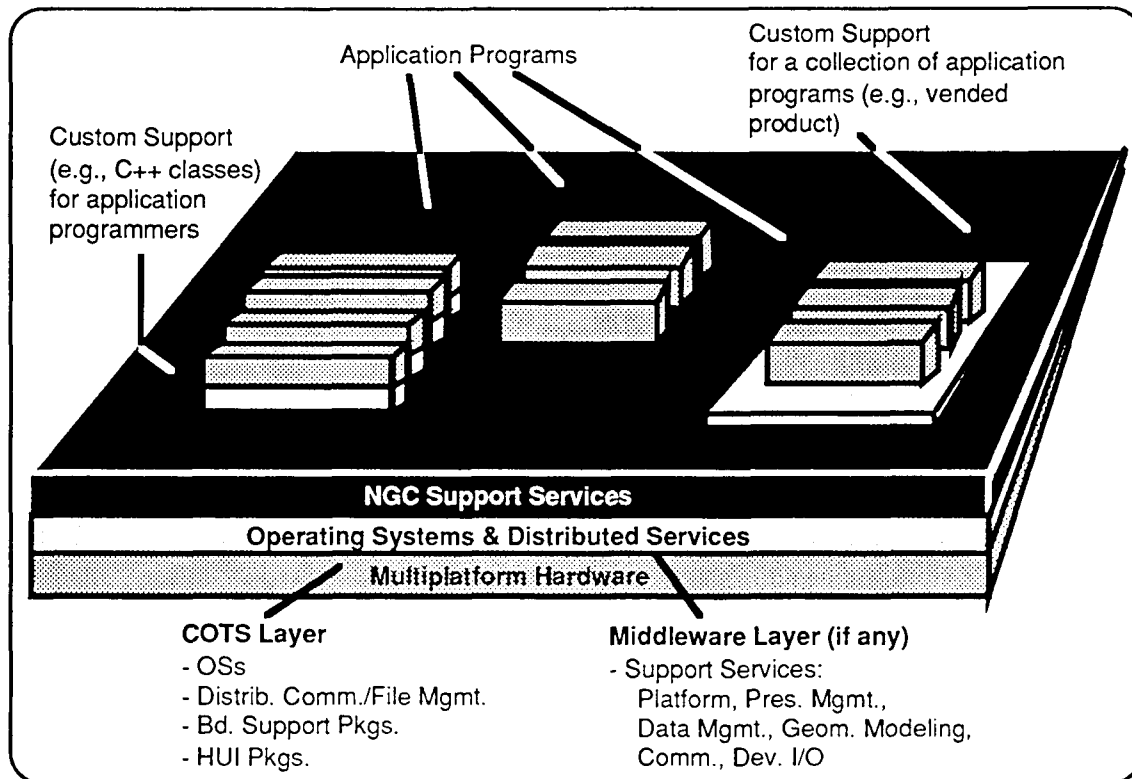 Application Programs
Custom Support
for a collection of application
programs (e.g., vended
product)
Custom Support
(e.g., C++ classes)
for application
programmers
NGC Support Services
Operating Systems & Distributed Services
Multiplatform Hardware
COTS Layer
- OSs
- Distrib. Comm./File Mgmt.
- Bd. Support Pkgs.
- HUI Pkgs.
Middleware Layer (if any)
- Support Services:
Platform, Pres. Mgmt.,
Data Mgmt., Geom. Modeling,
Comm., Dev. I/O